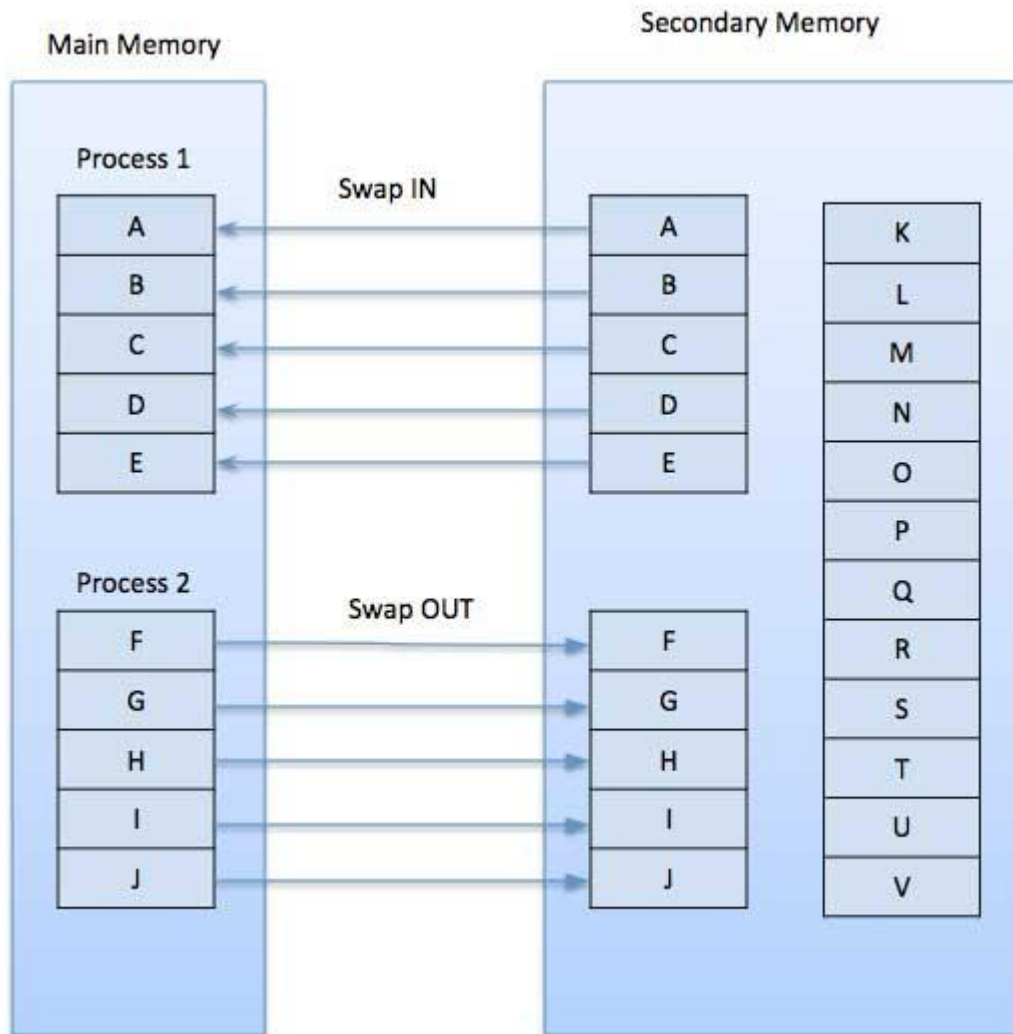 Main Memory
Secondary Memory
Process 1
Swap IN
A
B
C
D
E
A
B
C
D
E
Process 2
Swap OUT
F
G
H
I
J
F
G
H
I
J
K
L
M
N
O
P
Q
R
S
T
U
V